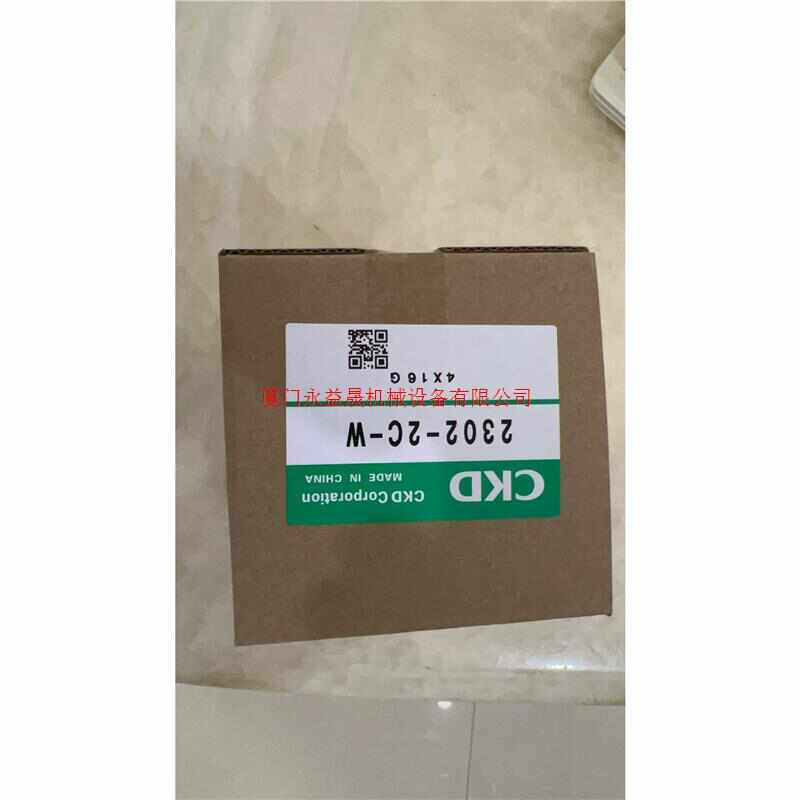 CKD
CKD Corporation
MADE IN CHINA
2302-2C-W
厦门永益晟机械设备有限公司
4X16G